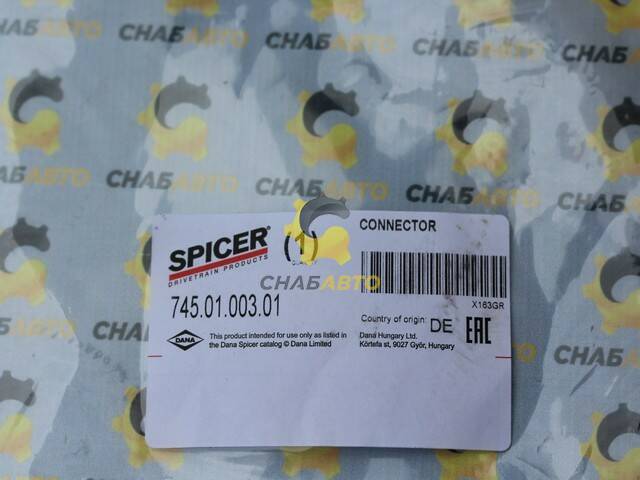 СНАБАВТО
СНАБАВТО
СНАБАВТО
СНАБАВТО
СНАБАВТО
СНАБАВТО
SPICER®
DRIVETRAIN PRODUCTS
(1)
CONNECTOR
СНАБАВТО
X163GR
745.01.003.01
Country of origin: DE
EAC
DANA
This product intended for use only as listed in
the Dana Spicer catalog © Dana Limited
Dana Hungary Ltd.
Körtefa st, 9027 Győr, Hungary
СНАБАВТО
СНАБАВТО